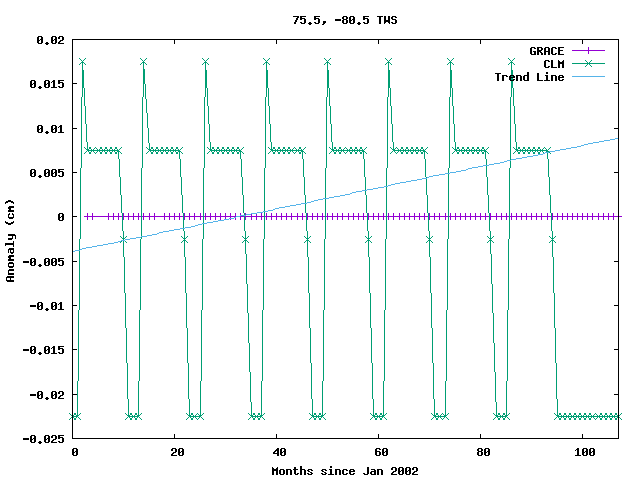 75.5, -80.5 TWS
GRACE
CLM
Trend Line
0.02
0.015
0.01
0.005
0
-0.005
-0.01
-0.015
-0.02
-0.025
Anomaly (cm)
0 20 40 60 80 100
Months since Jan 2002